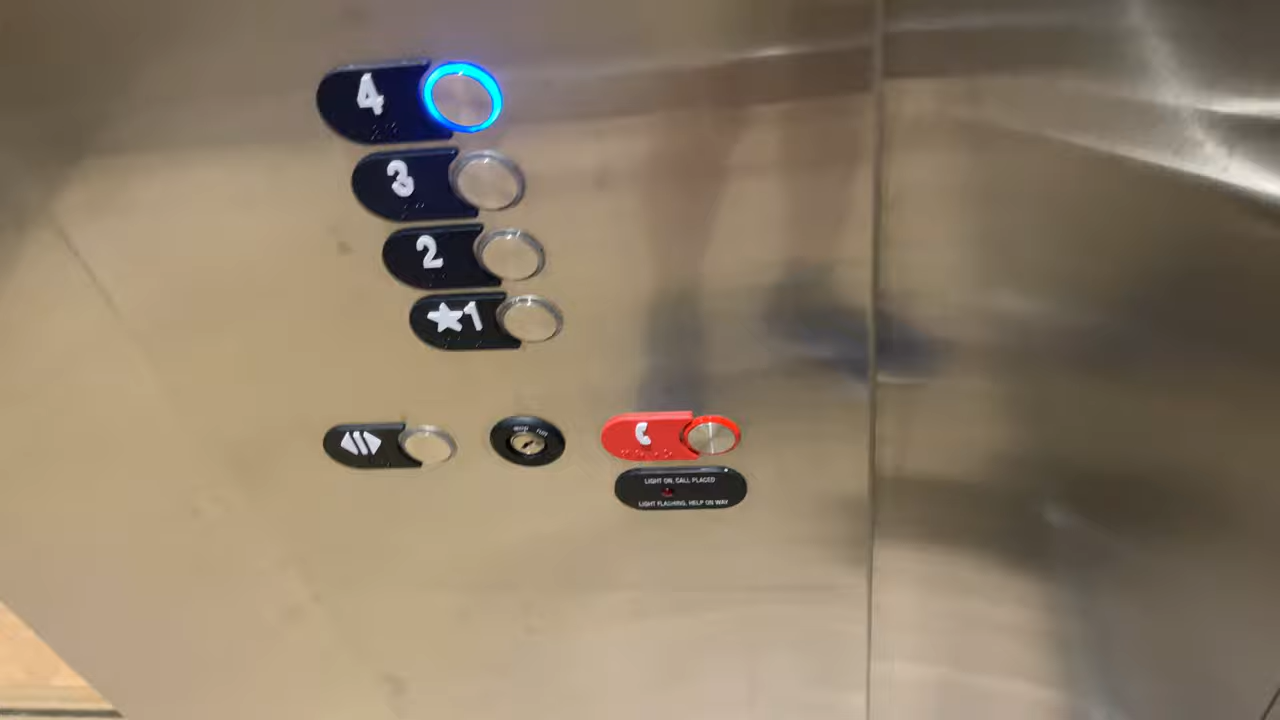 4
3
2
★1
LIGHT ON, CALL PLACED
LIGHT FLASHING, HELP ON WAY